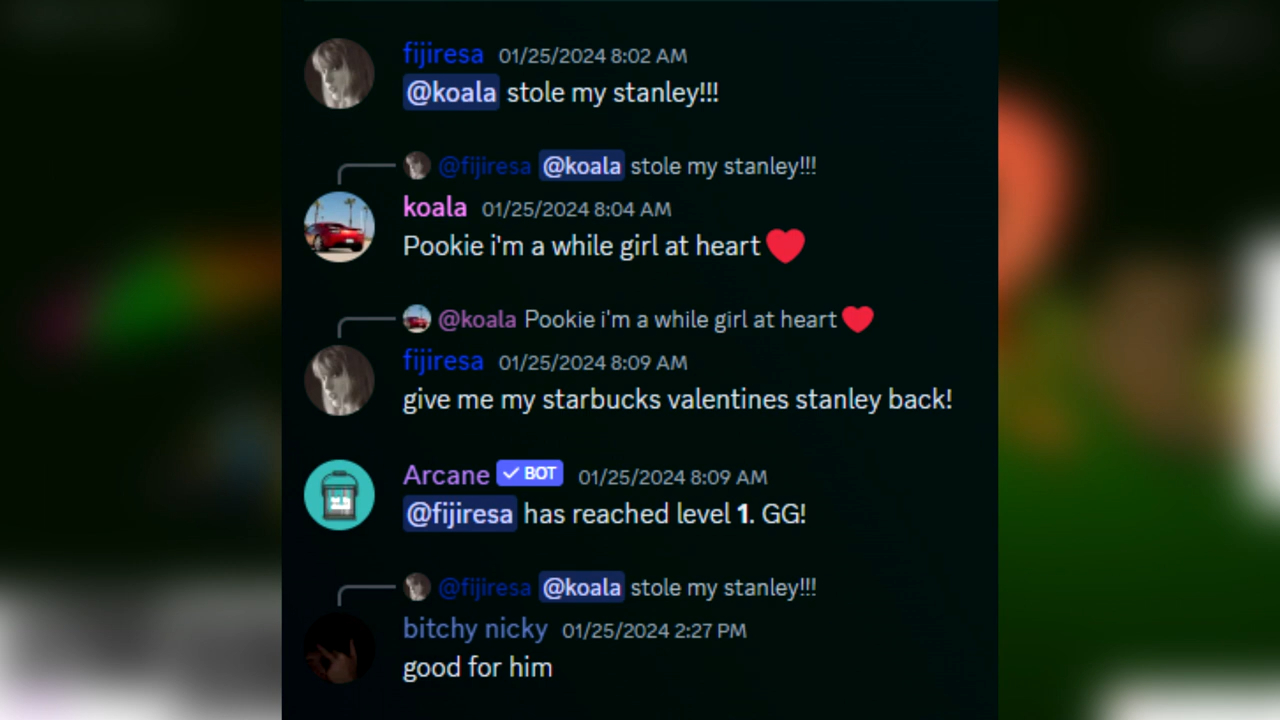 fijiresa 01/25/2024 8:02 AM
@koala stole my stanley!!!
@fijiresa @koala stole my stanley!!!
koala 01/25/2024 8:04 AM
Pookie i'm a while girl at heart ❤️
@koala Pookie i'm a while girl at heart ❤️
fijiresa 01/25/2024 8:09 AM
give me my starbucks valentines stanley back!
Arcane ✓ BOT 01/25/2024 8:09 AM
@fijiresa has reached level 1. GG!
@fijiresa @koala stole my stanley!!!
bitchy nicky 01/25/2024 2:27 PM
good for him